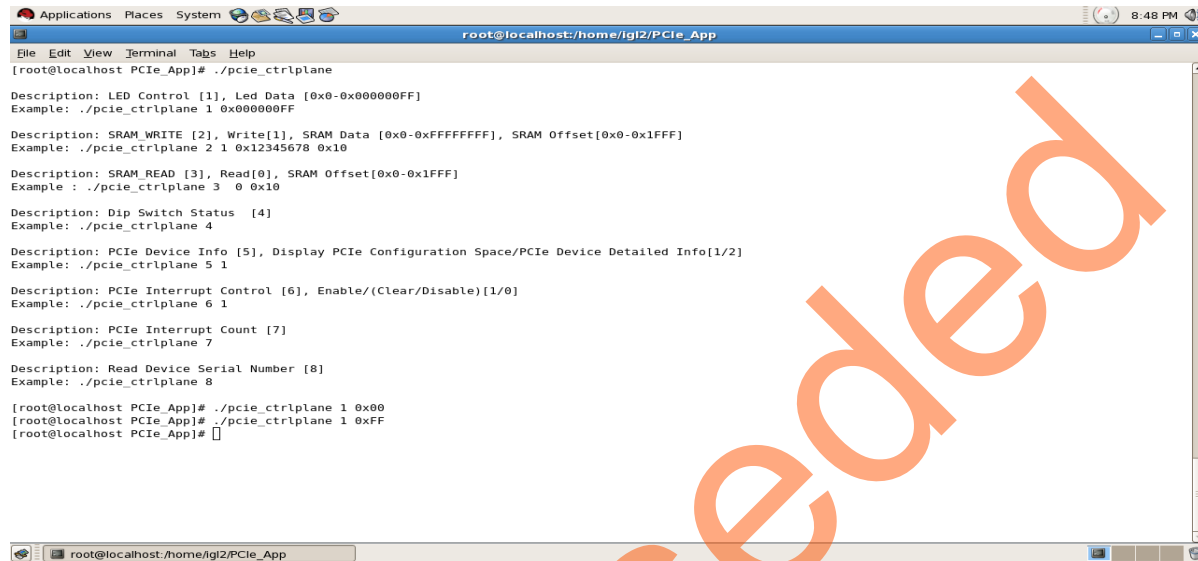 Applications Places System 8:48 PM
root@localhost:/home/igl2/PCIe_App
File Edit View Terminal Tabs Help
[root@localhost PCIe_App]# ./pcie_ctrlplane
Description: LED Control [1], Led Data [0x0-0x000000FF]
Example: ./pcie_ctrlplane 1 0x000000FF
Description: SRAM_WRITE [2], Write[1], SRAM Data [0x0-0xFFFFFFFF], SRAM Offset[0x0-0x1FFF]
Example: ./pcie_ctrlplane 2 1 0x12345678 0x10
Description: SRAM_READ [3], Read[0], SRAM Offset[0x0-0x1FFF]
Example : ./pcie_ctrlplane 3  0 0x10
Description: Dip Switch Status  [4]
Example: ./pcie_ctrlplane 4
Description: PCIe Device Info [5], Display PCIe Configuration Space/PCIe Device Detailed Info[1/2]
Example: ./pcie_ctrlplane 5 1
Description: PCIe Interrupt Control [6], Enable/(Clear/Disable)[1/0]
Example: ./pcie_ctrlplane 6 1
Description: PCIe Interrupt Count [7]
Example: ./pcie_ctrlplane 7
Description: Read Device Serial Number [8]
Example: ./pcie_ctrlplane 8
[root@localhost PCIe_App]# ./pcie_ctrlplane 1 0x00
[root@localhost PCIe_App]# ./pcie_ctrlplane 1 0xFF
[root@localhost PCIe_App]#
root@localhost:/home/igl2/PCIe_App